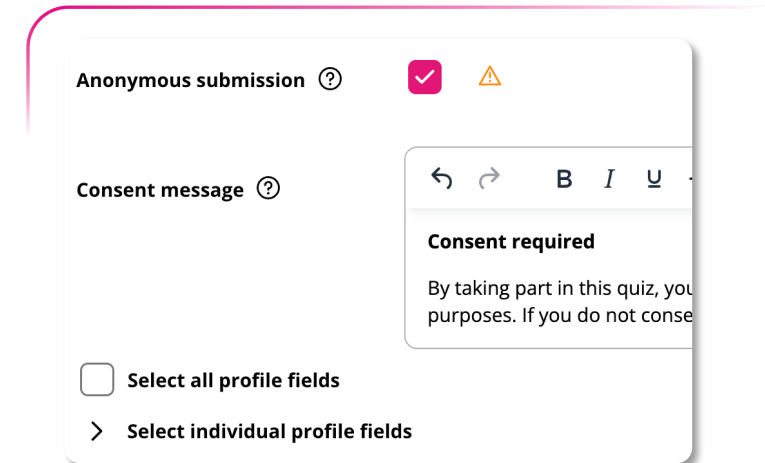 Anonymous submission
Consent message
B I U
Consent required
By taking part in this quiz, you
purposes. If you do not conse
Select all profile fields
Select individual profile fields